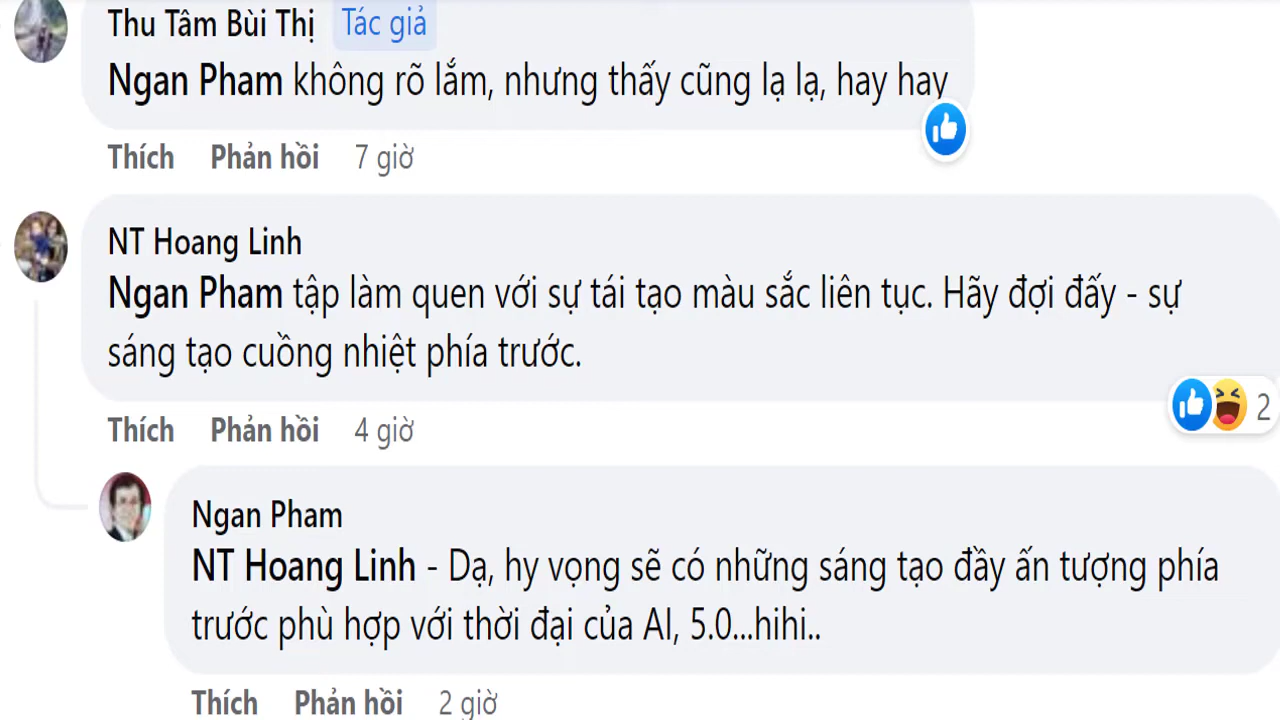 Thu Tâm Bùi Thị Tác giả
Ngan Pham không rõ lắm, nhưng thấy cũng lạ lạ, hay hay
Thích Phản hồi 7 giờ
NT Hoang Linh
Ngan Pham tập làm quen với sự tái tạo màu sắc liên tục. Hãy đợi đấy - sự
sáng tạo cuồng nhiệt phía trước.
2
Thích Phản hồi 4 giờ
Ngan Pham
NT Hoang Linh - Dạ, hy vọng sẽ có những sáng tạo đầy ấn tượng phía
trước phù hợp với thời đại của AI, 5.0...hihi..
Thích Phản hồi 2 giờ